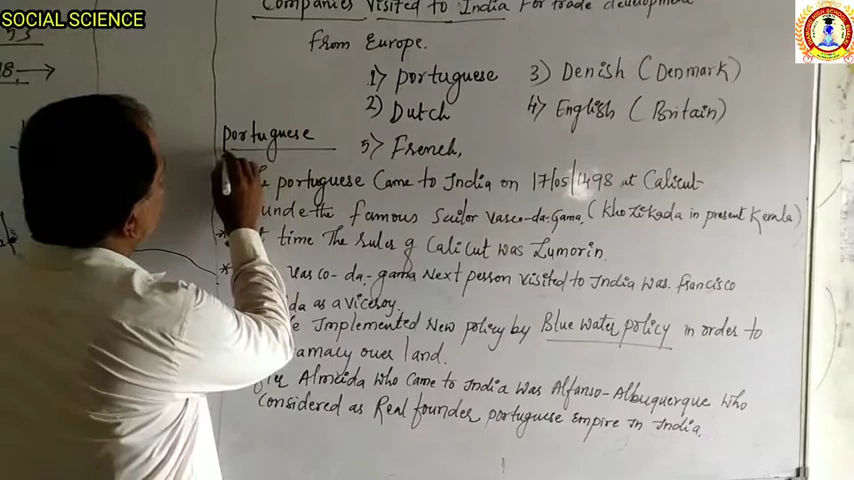 SOCIAL SCIENCE
Companies Visited to India For trade development
From Europe.
1) portuguese
2) Dutch
3) Denish (Denmark)
4) English (Britain)
5) French,
Portuguese
portuguese Came to India on 17/05/1498 at Calicut
unde the famous Sailor Vasco-da-Gama, (Khozikada in present Kerala)
time The ruler of Calicut was Zumorin.
Vasco-da-gama Next person visited to India was. Francisco
as a viceroy.
Implemented New policy by Blue water policy in order to
over land.
After Almeida who came to India was Alfanso-Albuquerque who
Considered as Real founder portuguese Empire in India.